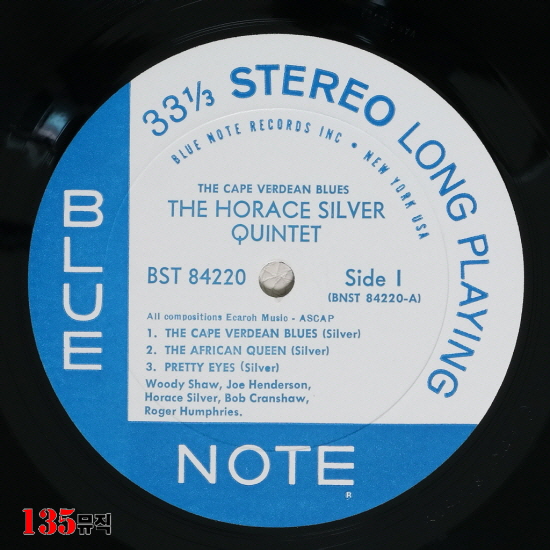 33⅓ STEREO LONG PLAYING
BLUE NOTE RECORDS INC • NEW YORK USA
THE CAPE VERDEAN BLUES
THE HORACE SILVER
QUINTET
BST 84220
Side I
(BNST 84220-A)
All compositions Ecaroh Music - ASCAP
1. THE CAPE VERDEAN BLUES (Silver)
2. THE AFRICAN QUEEN (Silver)
3. PRETTY EYES (Silver)
Woody Shaw, Joe Henderson,
Horace Silver, Bob Cranshaw,
Roger Humphries.
BLUE
NOTE
R
135뮤직